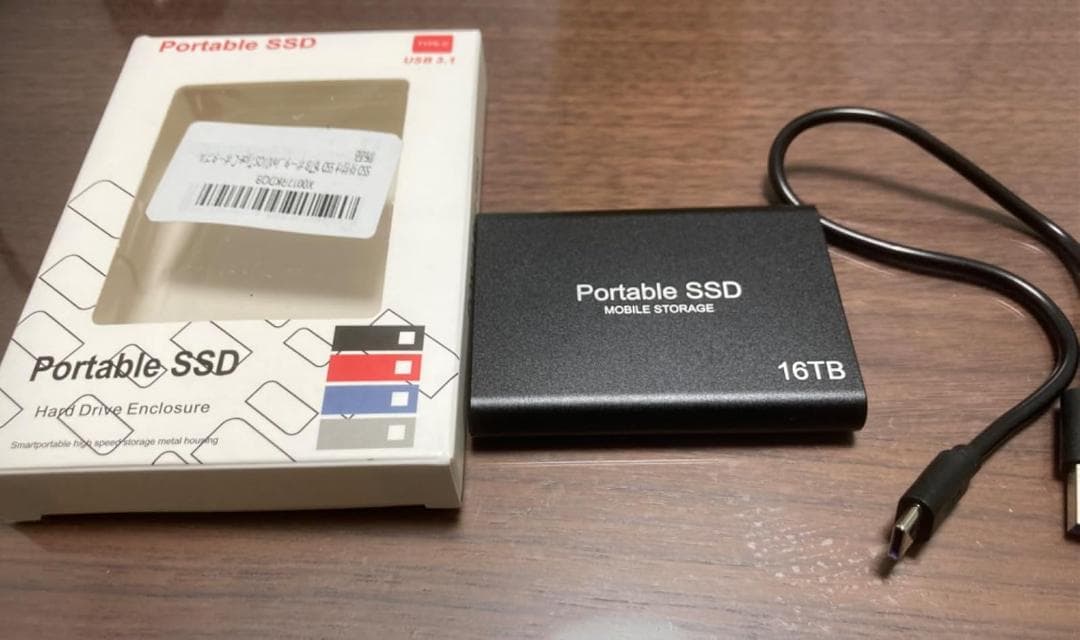 Portable SSD
TYPE-C
USB 3.1
Portable SSD
Hard Drive Enclosure
Smartportable high speed storage metal housing
Portable SSD
MOBILE STORAGE
16TB